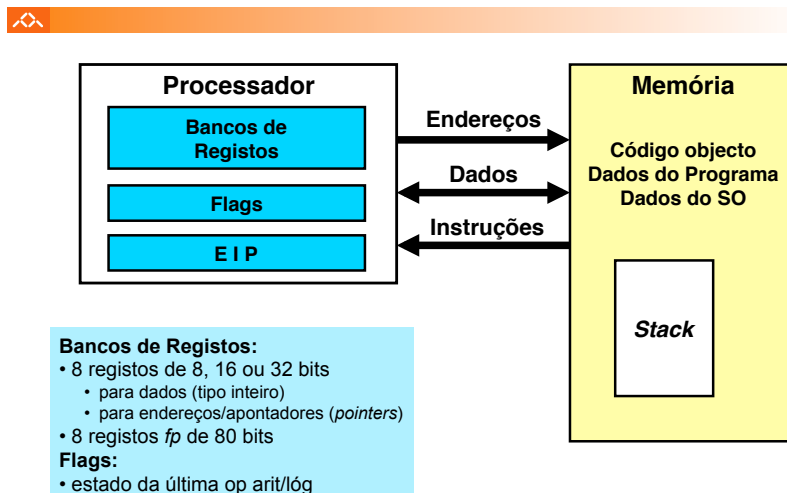 Processador
Bancos de
Registos
Flags
E I P
Endereços
Dados
Instruções
Memória
Código objecto
Dados do Programa
Dados do SO
Stack
Bancos de Registos:
• 8 registos de 8, 16 ou 32 bits
• para dados (tipo inteiro)
• para endereços/apontadores (pointers)
• 8 registos fp de 80 bits
Flags:
• estado da última op arit/lóg